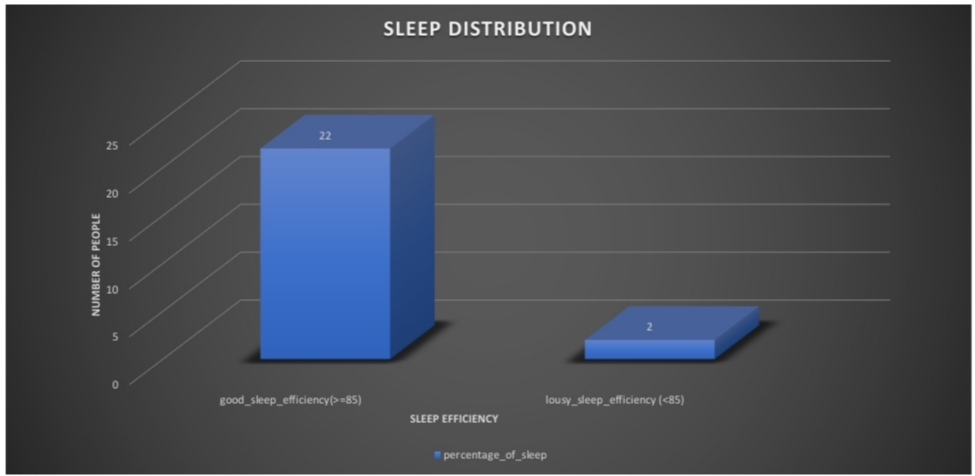 SLEEP DISTRIBUTION
25
20
15
10
5
0
NUMBER OF PEOPLE
22
2
good_sleep_efficiency(>=85)
lousy_sleep_efficiency (<85)
SLEEP EFFICIENCY
percentage_of_sleep